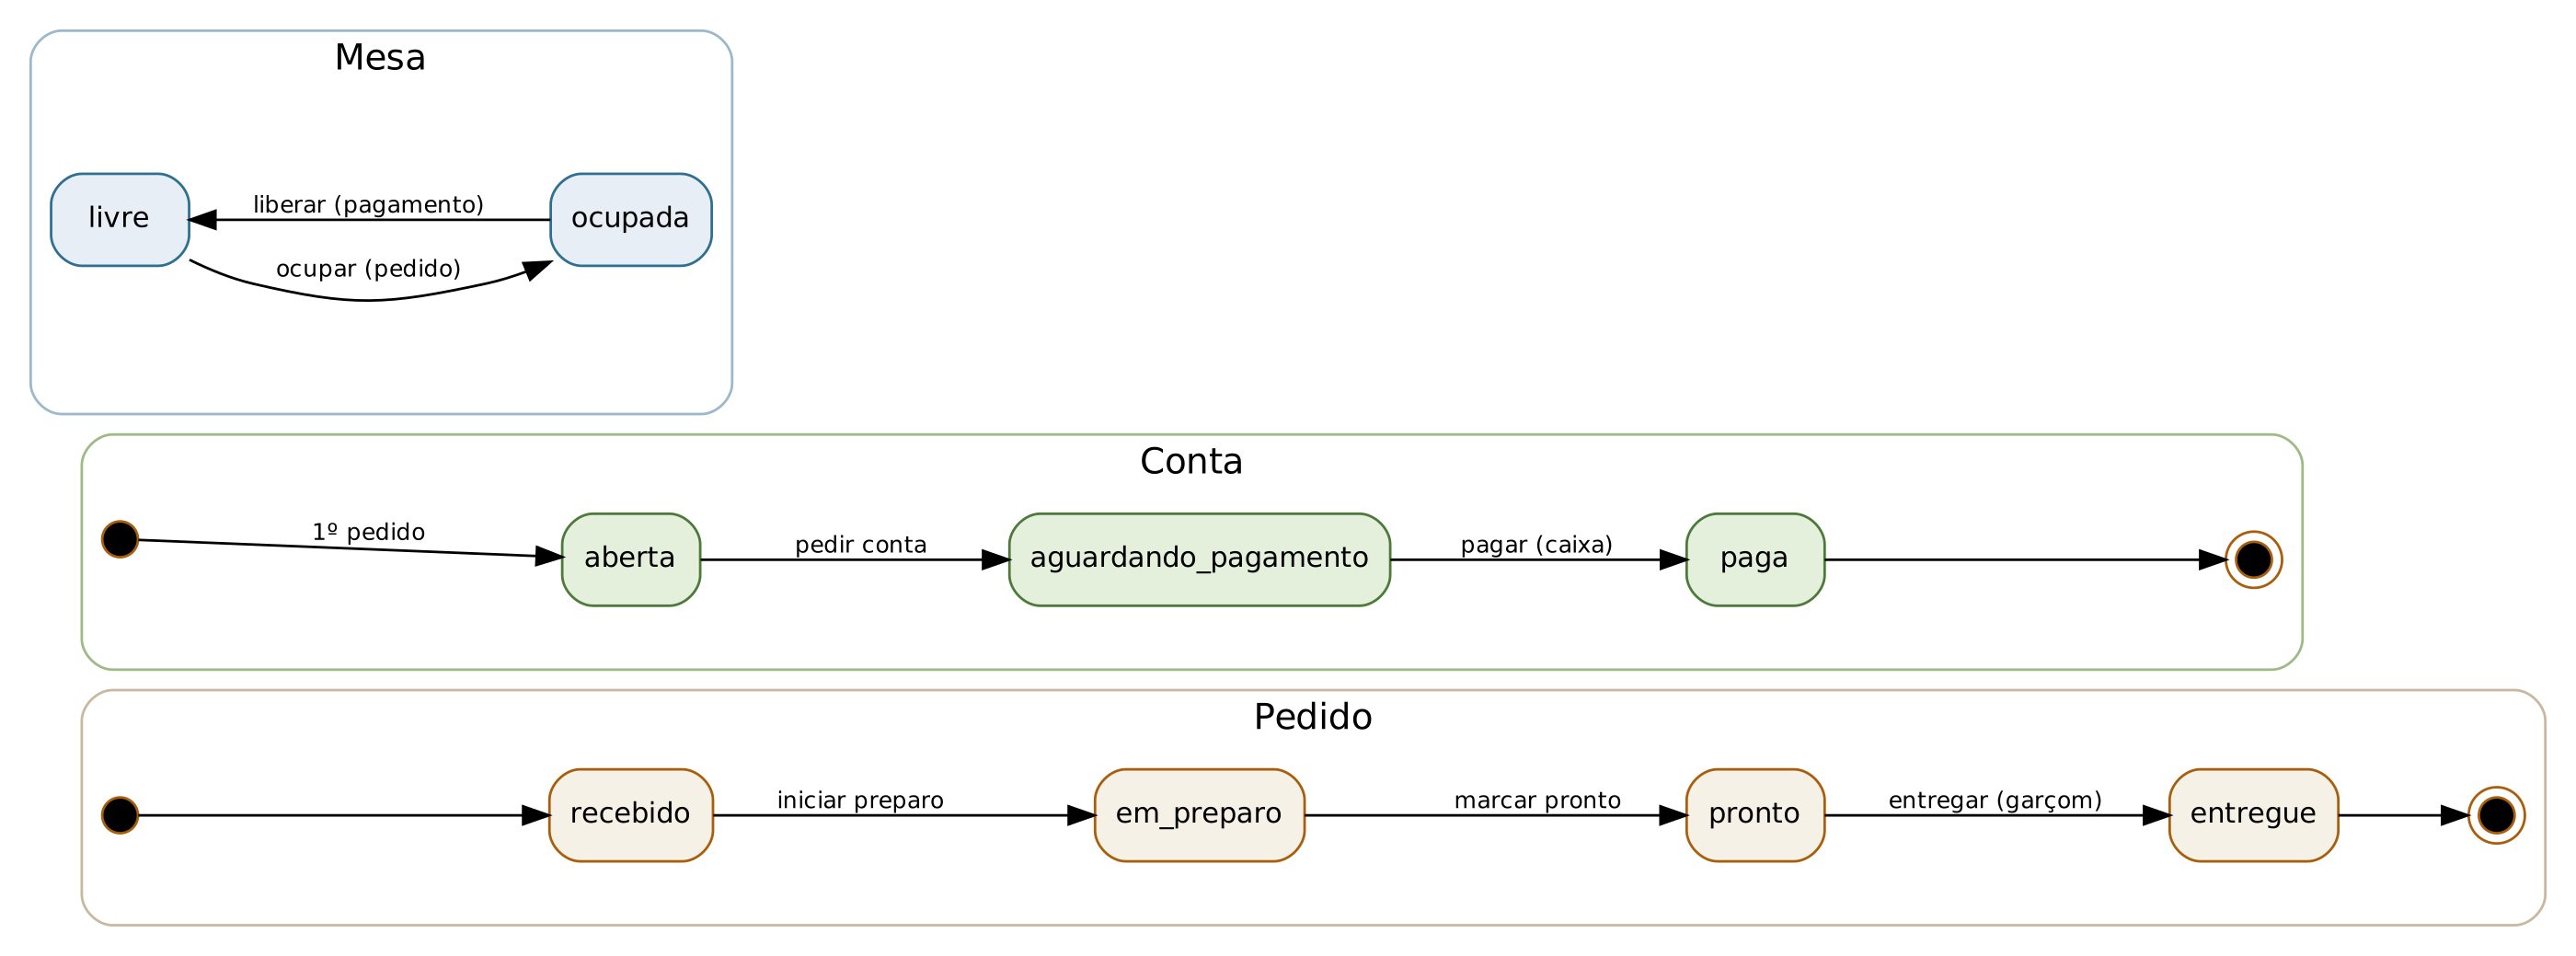 Mesa
livre
liberar (pagamento)
ocupada
ocupar (pedido)
Conta
1º pedido
aberta
pedir conta
aguardando_pagamento
pagar (caixa)
paga
Pedido
recebido
iniciar preparo
em_preparo
marcar pronto
pronto
entregar (garçom)
entregue